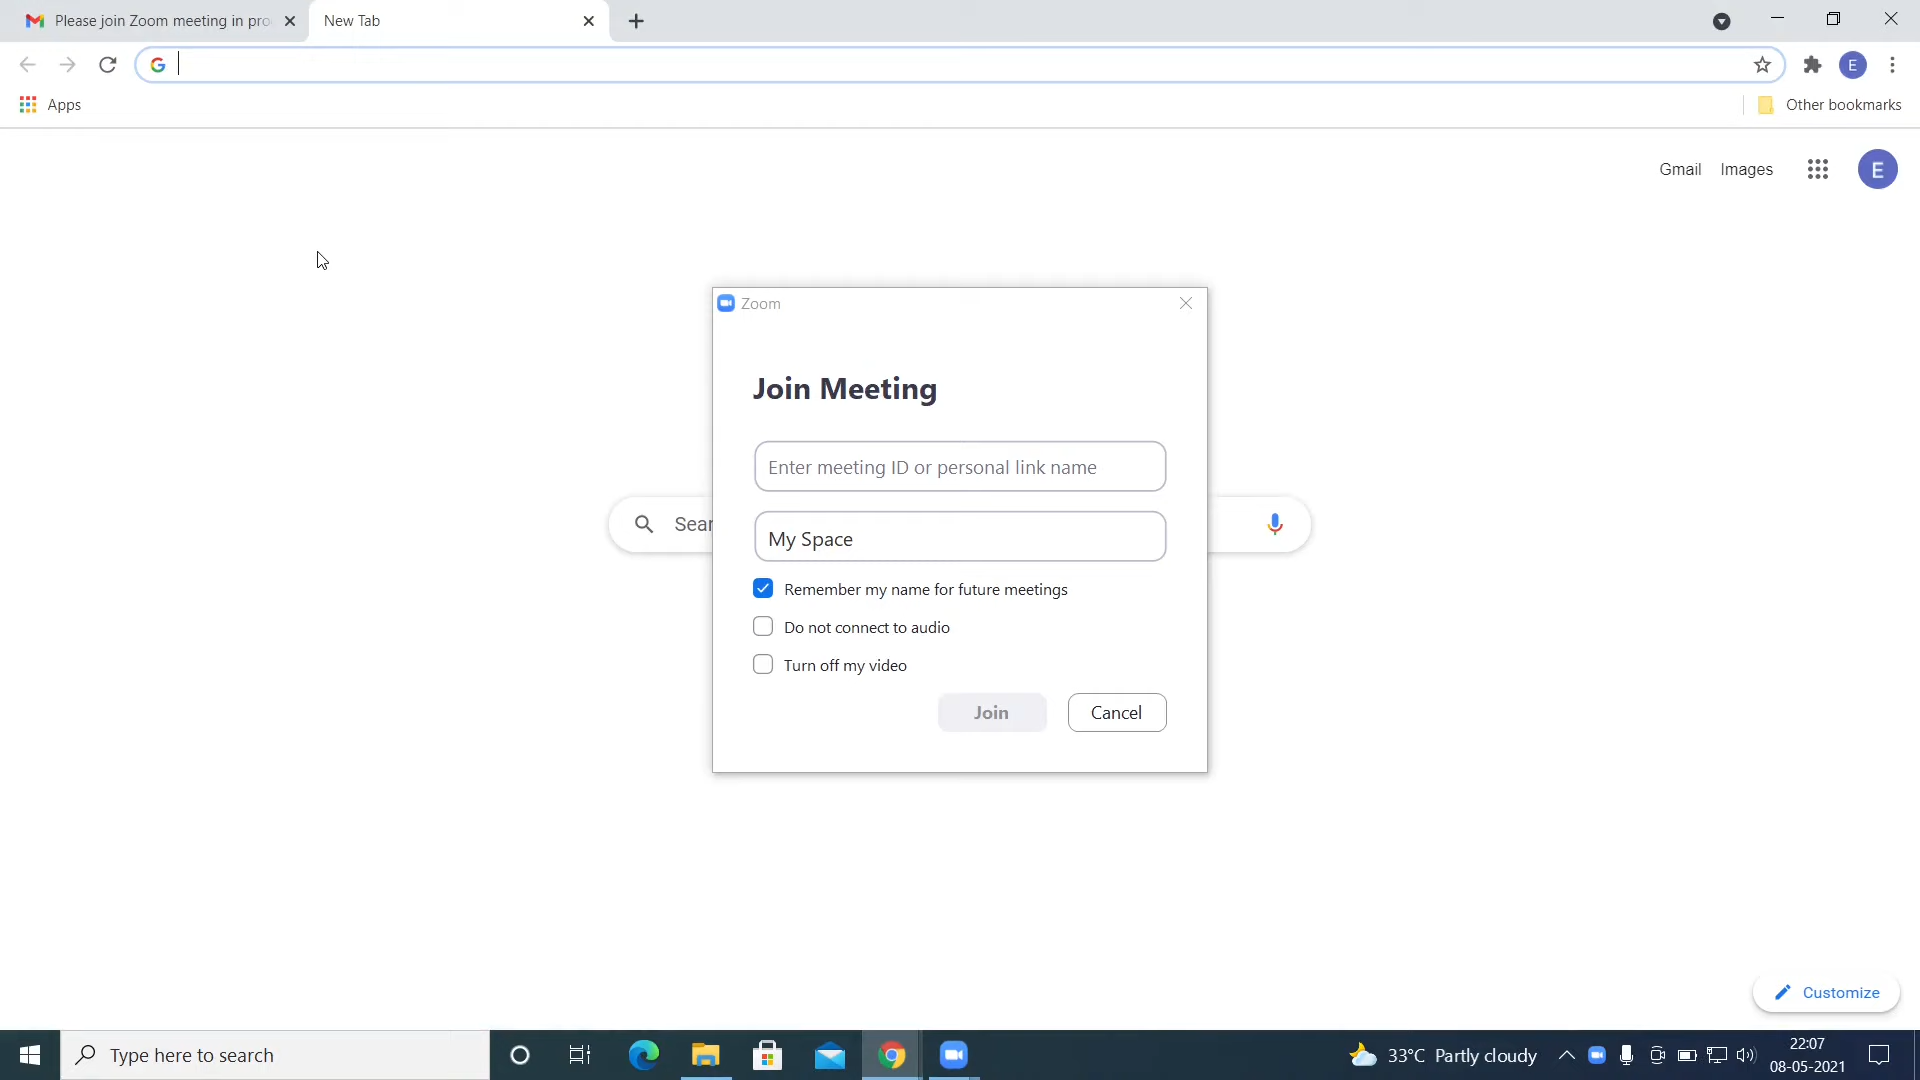 Please join Zoom meeting in pro
New Tab
E
Apps
Other bookmarks
Gmail
Images
E
Zoom
Join Meeting
Enter meeting ID or personal link name
Sear
My Space
Remember my name for future meetings
Do not connect to audio
Turn off my video
Join
Cancel
Customize
Type here to search
33°C Partly cloudy
22:07
08-05-2021